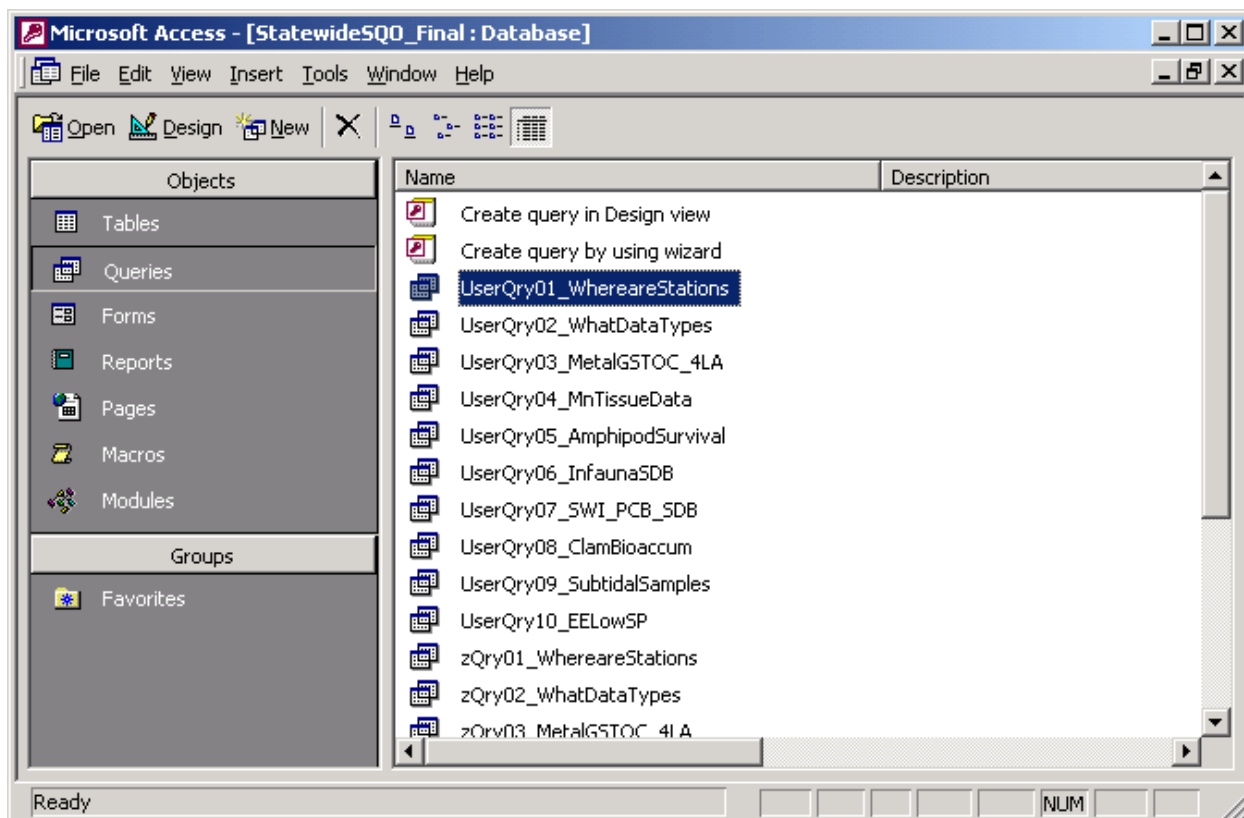 Microsoft Access - [StatewideSQO_Final : Database]
File Edit View Insert Tools Window Help
Open Design New
Objects
Tables
Queries
Forms
Reports
Pages
Macros
Modules
Groups
Favorites
Name Description
Create query in Design view
Create query by using wizard
UserQry01_WhereareStations
UserQry02_WhatDataTypes
UserQry03_MetalGSTOC_4LA
UserQry04_MnTissueData
UserQry05_AmphipodSurvival
UserQry06_InfaunaSDB
UserQry07_SWI_PCB_SDB
UserQry08_ClamBioaccum
UserQry09_SubtidalSamples
UserQry10_EELowSP
zQry01_WhereareStations
zQry02_WhatDataTypes
zQry03_MetalGSTOC_4LA
Ready NUM